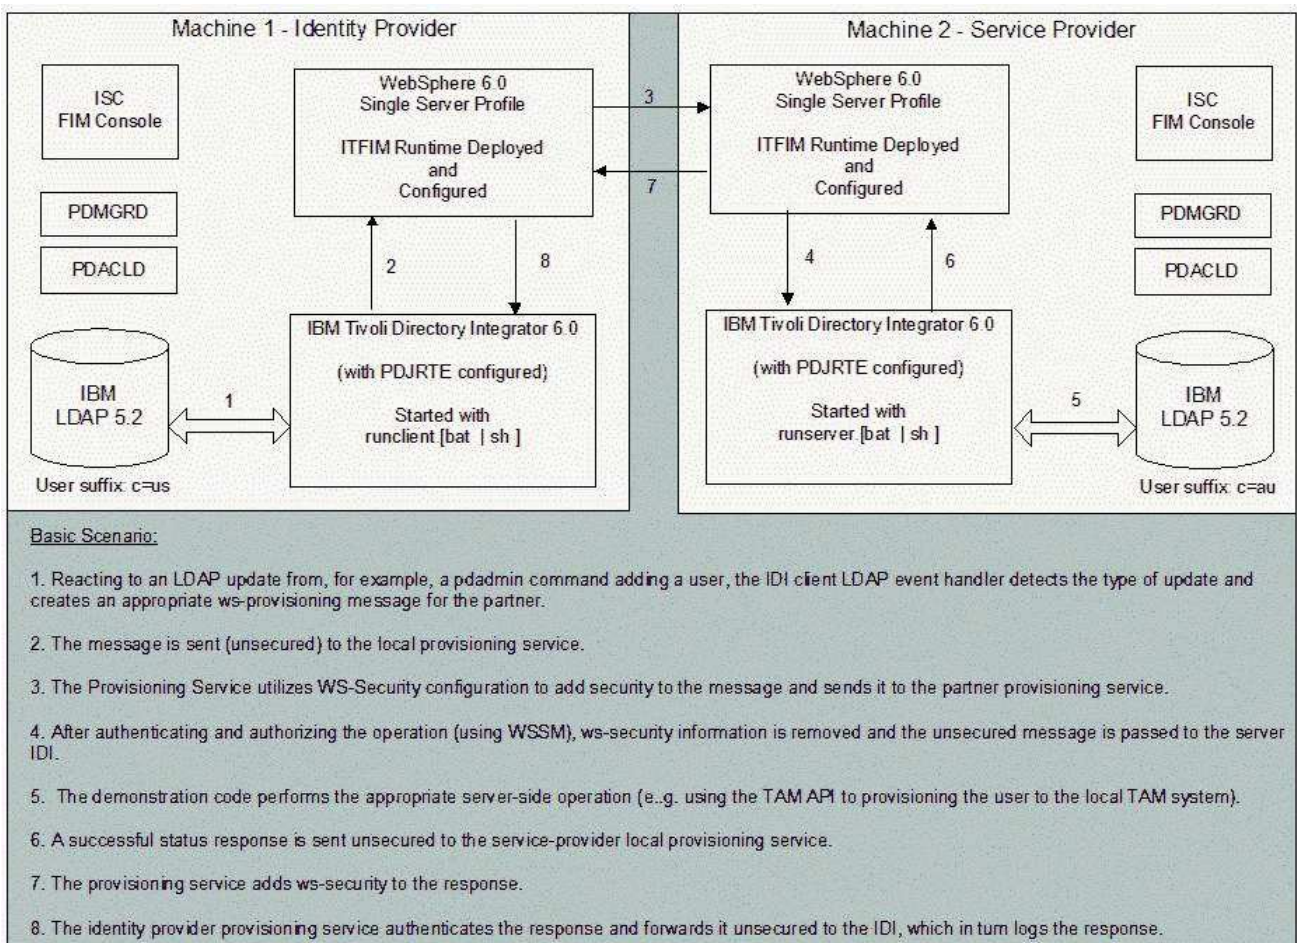 Machine 1 - Identity Provider
ISC
FIM Console
PDMGRD
PDACLD
IBM
LDAP 5.2
User suffix: c=us
WebSphere 6.0
Single Server Profile
ITFIM Runtime Deployed
and
Configured
2
8
IBM Tivoli Directory Integrator 6.0
(with PDJRTE configured)
Started with
runclient.[bat | sh ]
1
3
7
Machine 2 - Service Provider
WebSphere 6.0
Single Server Profile
ITFIM Runtime Deployed
and
Configured
4
6
IBM Tivoli Directory Integrator 6.0
(with PDJRTE configured)
Started with
runserver.[bat | sh ]
5
ISC
FIM Console
PDMGRD
PDACLD
IBM
LDAP 5.2
User suffix: c=au
Basic Scenario:
1. Reacting to an LDAP update from, for example, a pdadmin command adding a user, the IDI client LDAP event handler detects the type of update and
creates an appropriate ws-provisioning message for the partner.
2. The message is sent (unsecured) to the local provisioning service.
3. The Provisioning Service utilizes WS-Security configuration to add security to the message and sends it to the partner provisioning service.
4. After authenticating and authorizing the operation (using WSSM), ws-security information is removed and the unsecured message is passed to the server
IDI.
5. The demonstration code performs the appropriate server-side operation (e..g. using the TAM API to provisioning the user to the local TAM system).
6. A successful status response is sent unsecured to the service-provider local provisioning service.
7. The provisioning service adds ws-security to the response.
8. The identity provider provisioning service authenticates the response and forwards it unsecured to the IDI, which in turn logs the response.